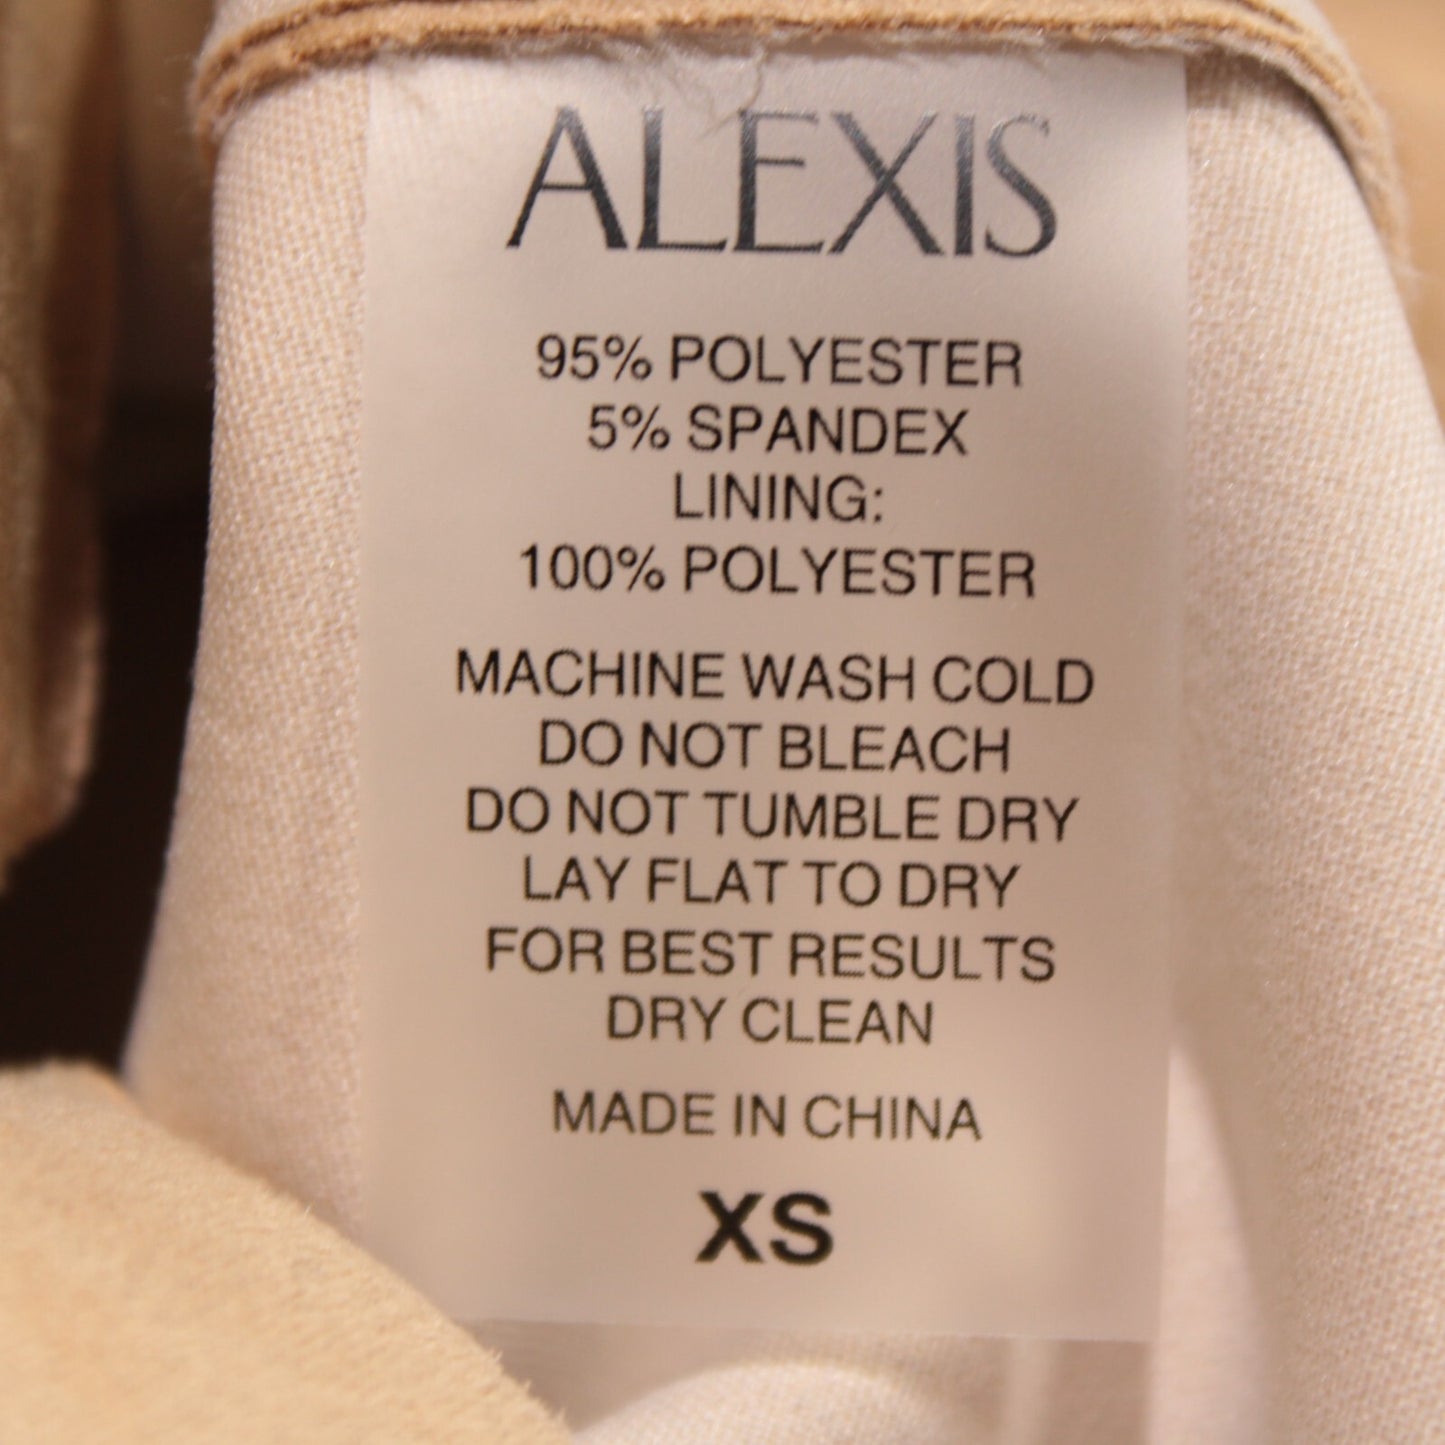 ALEXIS
95% POLYESTER
5% SPANDEX
LINING:
100% POLYESTER
MACHINE WASH COLD
DO NOT BLEACH
DO NOT TUMBLE DRY
LAY FLAT TO DRY
FOR BEST RESULTS
DRY CLEAN
MADE IN CHINA
XS